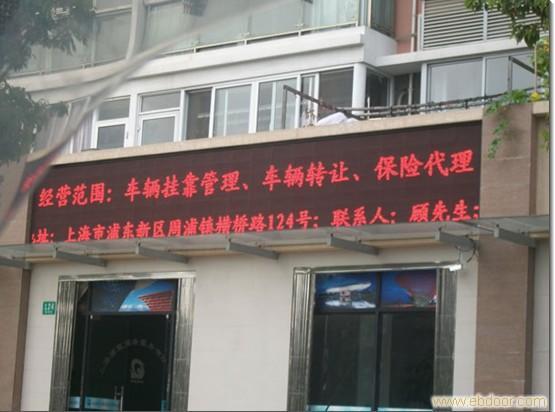 经营范围：车辆挂靠管理、车辆转让、保险代理
址：上海市浦东新区周浦镇横桥路124号；联系人：顾先生；
124
www.ebdoor.com